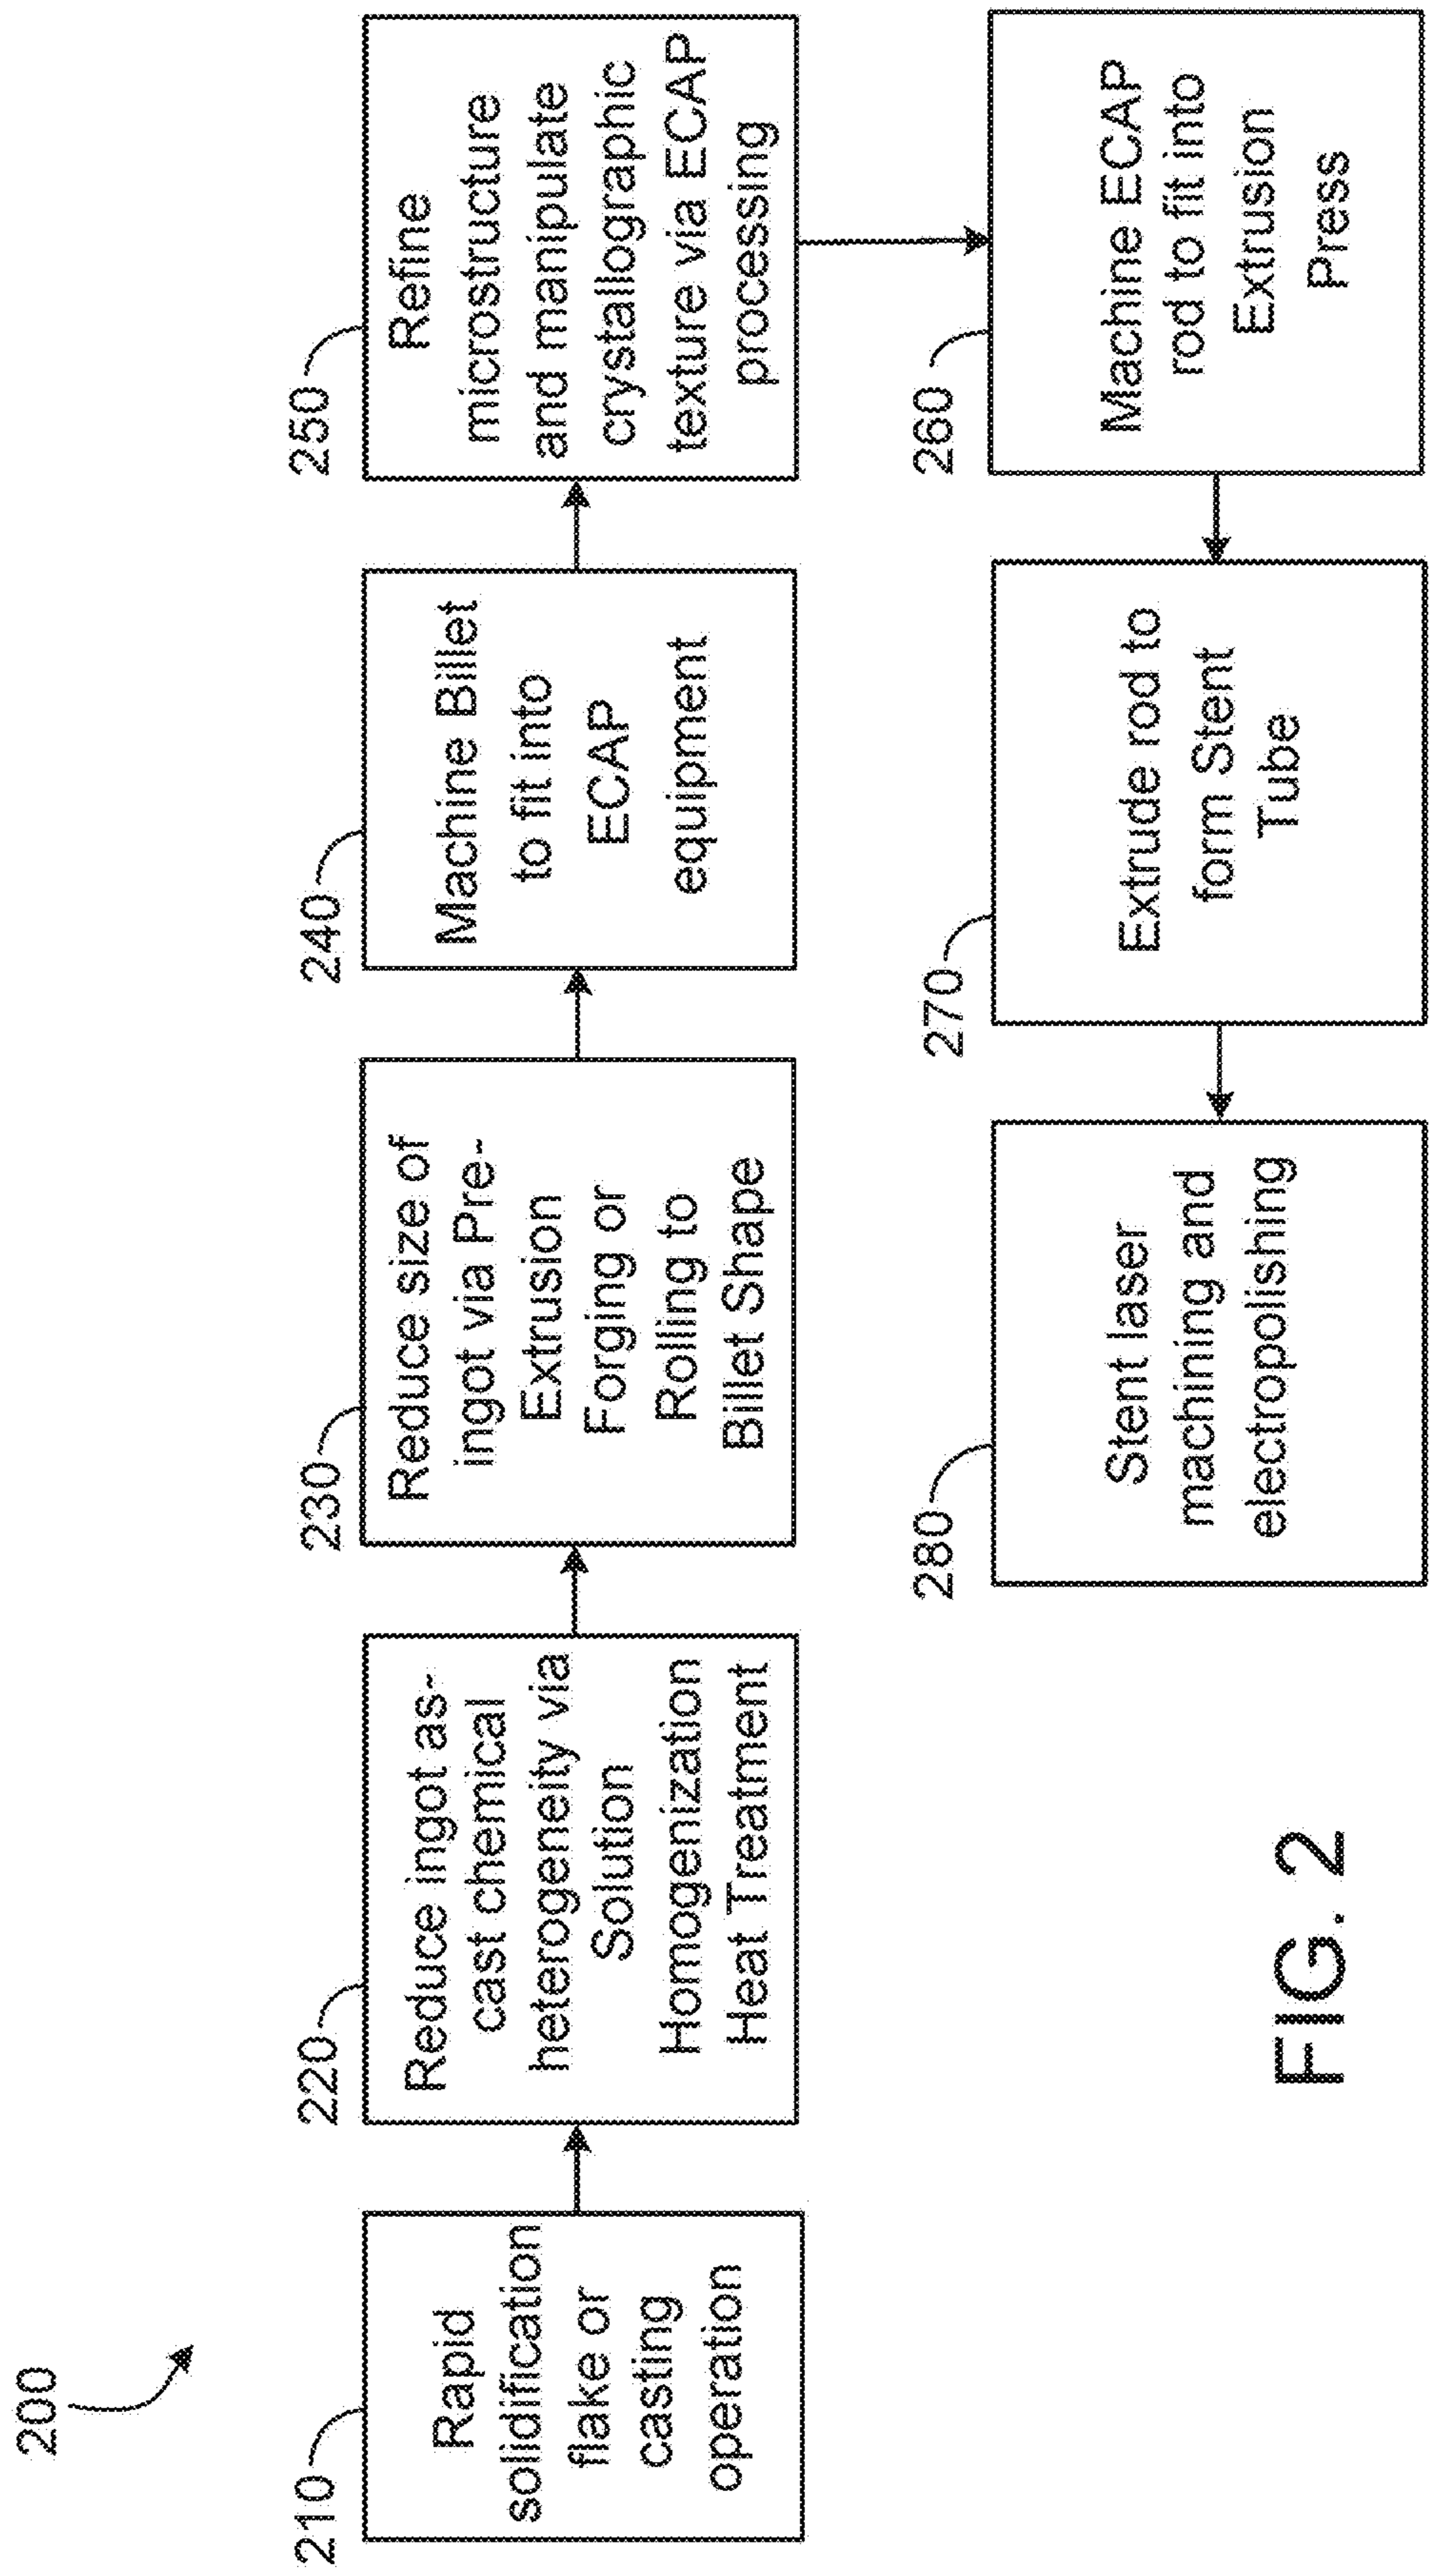 200
210
Rapid
solidification
flake or
casting
operation
220
Reduce ingot as-
cast chemical
heterogeneity via
Solution
Homogenization
Heat Treatment
230
Reduce size of
ingot via Pre-
Extrusion
Forging or
Rolling to
Billet Shape
240
Machine Billet
to fit into
ECAP
equipment
250
Refine
microstructure
and manipulate
crystallographic
texture via ECAP
processing
260
Machine ECAP
rod to fit into
Extrusion
Press
270
Extrude rod to
form Stent
Tube
280
Stent laser
machining and
electropolishing
FIG. 2